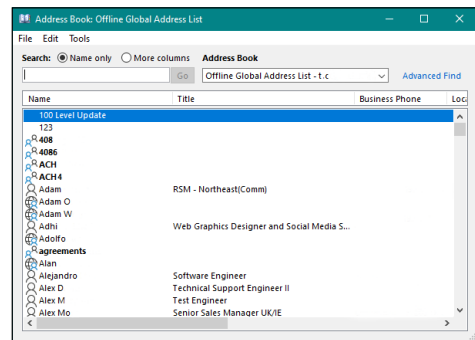 Address Book: Offline Global Address List
File Edit Tools
Search: Name only More columns Address Book
Go Offline Global Address List - t.c Advanced Find
Name Title Business Phone Loca
100 Level Update
123
408
4086
ACH
ACH4
Adam RSM - Northeast(Comm)
Adam O
Adam W
Adhi Web Graphics Designer and Social Media S...
Adolfo
agreements
Alan
Alejandro Software Engineer
Alex D Technical Support Engineer II
Alex M Test Engineer
Alex Mo Senior Sales Manager UK/IE